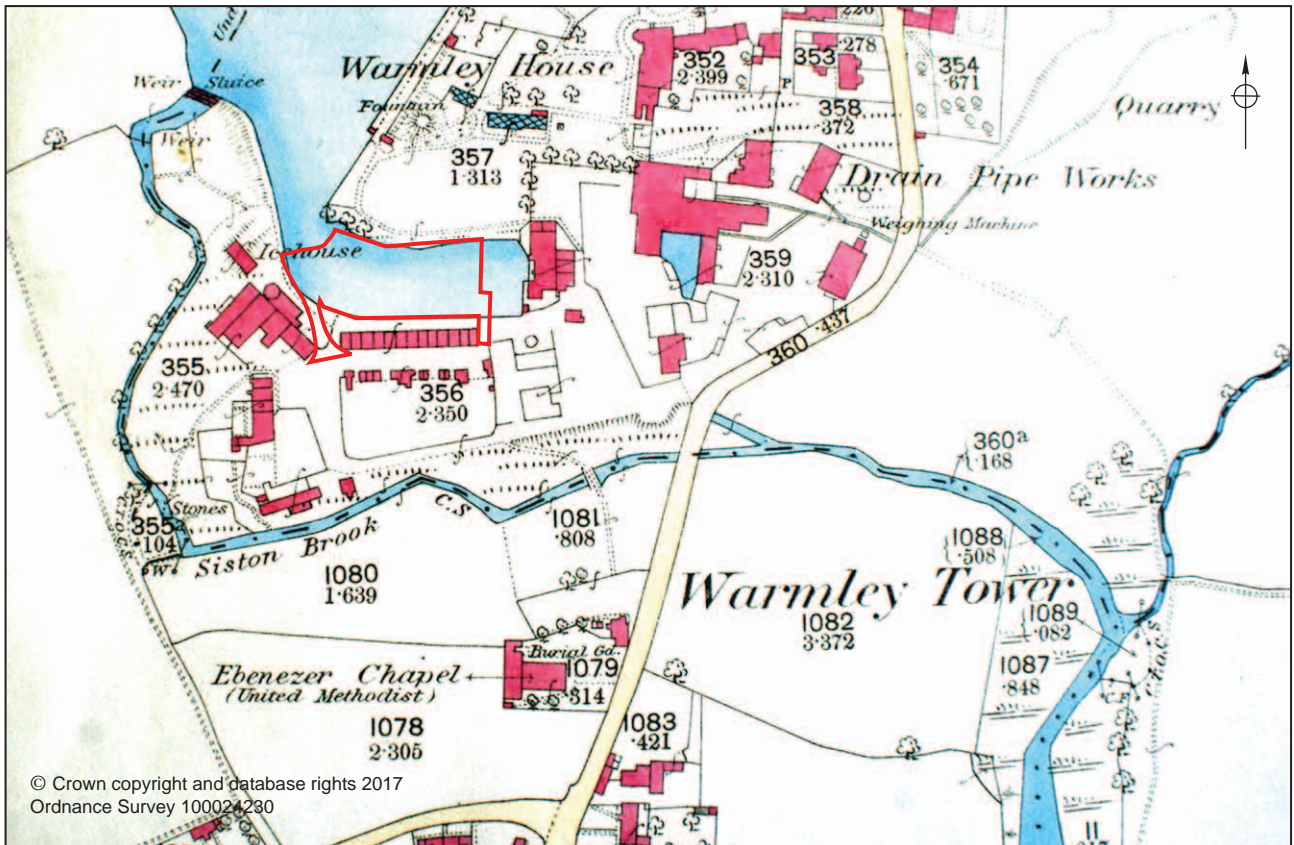 Und
Weir / Sluice
Weir
Warmley House
Fountain
352
2·399
353
·278
226
354
·671
P
358
·372
Quarry
357
1·313
Drain Pipe Works
Weighing Machine
Icehouse
359
2·310
360 ·437
355
2·470
356
2·350
360a
·168
Stones
355a
·104
W
Siston Brook
C.S
1081
·808
1088
·508
1080
1·639
Warmley Tower
1082
3·372
1089
·082
1087
·848
Burial Gd.
1079
·314
Ebenezer Chapel
(United Methodist)
1078
2·305
1083
·421
F
© Crown copyright and database rights 2017
Ordnance Survey 100024230